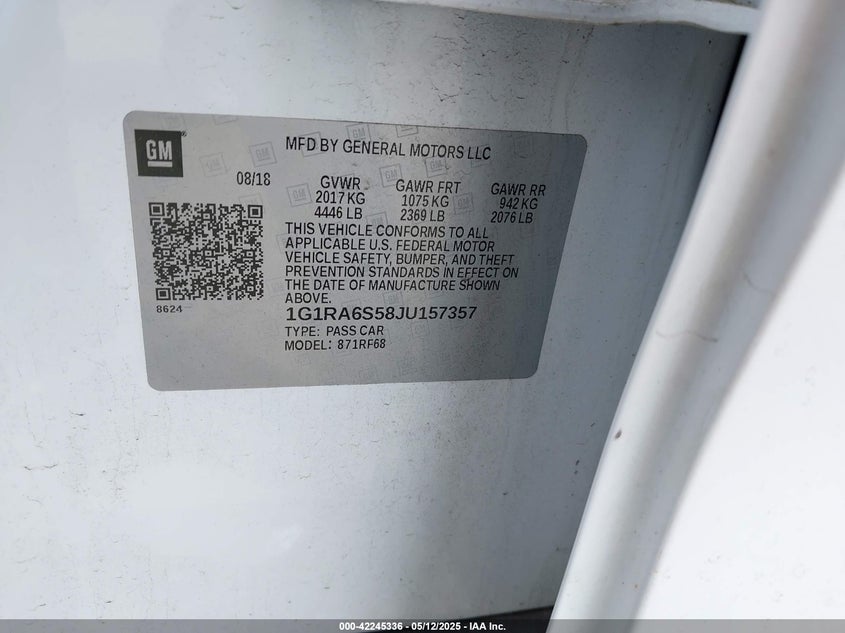 GM
MFD BY GENERAL MOTORS LLC
08/18
GVWR GAWR FRT GAWR RR
2017 KG 1075 KG 942 KG
4446 LB 2369 LB 2076 LB
THIS VEHICLE CONFORMS TO ALL
APPLICABLE U.S. FEDERAL MOTOR
VEHICLE SAFETY, BUMPER, AND THEFT
PREVENTION STANDARDS IN EFFECT ON
THE DATE OF MANUFACTURE SHOWN
ABOVE.
8624
1G1RA6S58JU157357
TYPE: PASS CAR
MODEL: 871RF68
000-42245336 - 05/12/2025 - IAA Inc.